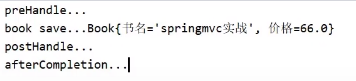 preHandle...
book save...Book{书名='springmvc实战', 价格=66.0}
postHandle...
afterCompletion...